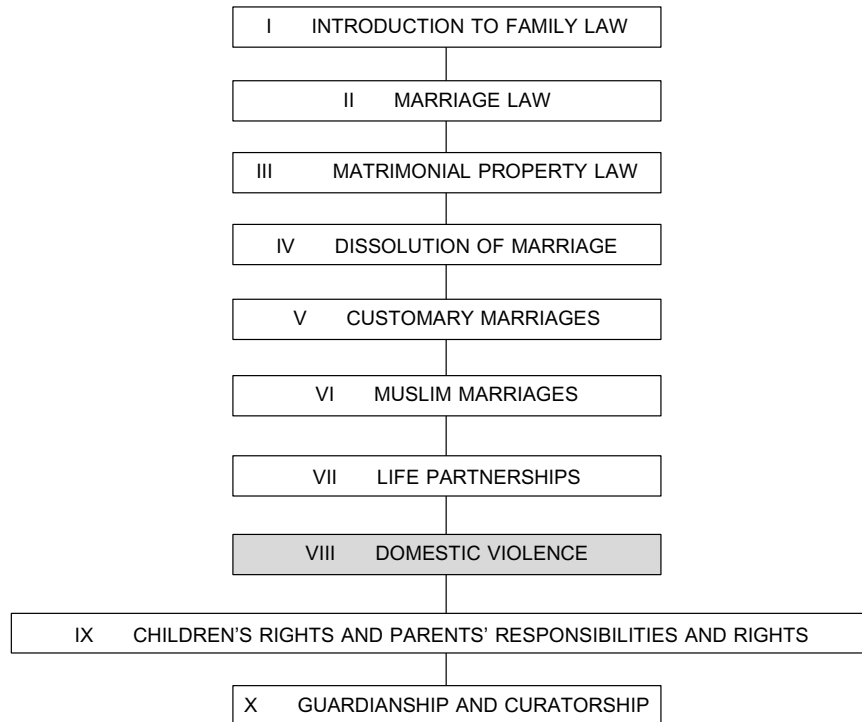 I INTRODUCTION TO FAMILY LAW
II MARRIAGE LAW
III MATRIMONIAL PROPERTY LAW
IV DISSOLUTION OF MARRIAGE
V CUSTOMARY MARRIAGES
VI MUSLIM MARRIAGES
VII LIFE PARTNERSHIPS
VIII DOMESTIC VIOLENCE
IX CHILDREN’S RIGHTS AND PARENTS’ RESPONSIBILITIES AND RIGHTS
X GUARDIANSHIP AND CURATORSHIP